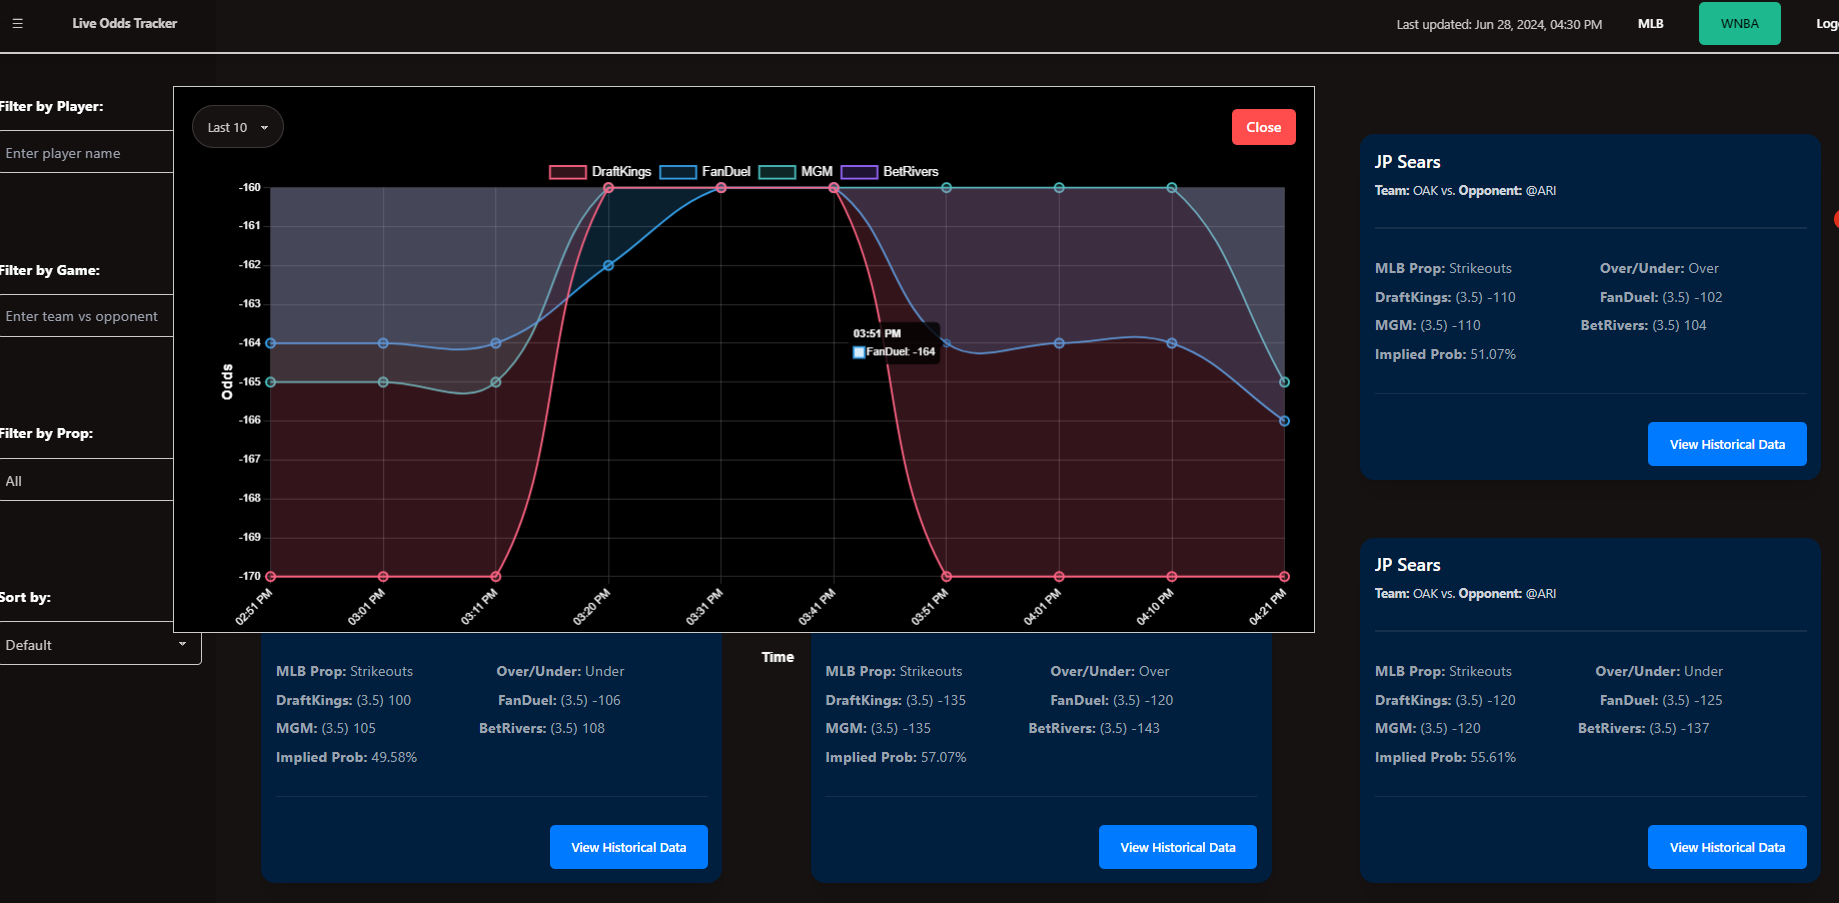 ☰ Live Odds Tracker Last updated: Jun 28, 2024, 04:30 PM MLB WNBA
Filter by Player:
Enter player name
Filter by Game:
Enter team vs opponent
Filter by Prop:
All
Sort by:
Default
Last 10
Close
DraftKings FanDuel MGM BetRivers
Odds
-160
-161
-162
-163
-164
-165
-166
-167
-168
-169
-170
03:51 PM
FanDuel: -164
02:51 PM 03:01 PM 03:11 PM 03:20 PM 03:31 PM 03:41 PM 03:51 PM 04:01 PM 04:10 PM 04:21 PM
Time
JP Sears
Team: OAK vs. Opponent: @ARI
MLB Prop: Strikeouts Over/Under: Over
DraftKings: (3.5) -110 FanDuel: (3.5) -102
MGM: (3.5) -110 BetRivers: (3.5) 104
Implied Prob: 51.07%
View Historical Data
MLB Prop: Strikeouts Over/Under: Under
DraftKings: (3.5) 100 FanDuel: (3.5) -106
MGM: (3.5) 105 BetRivers: (3.5) 108
Implied Prob: 49.58%
View Historical Data
MLB Prop: Strikeouts Over/Under: Over
DraftKings: (3.5) -135 FanDuel: (3.5) -120
MGM: (3.5) -135 BetRivers: (3.5) -143
Implied Prob: 57.07%
View Historical Data
JP Sears
Team: OAK vs. Opponent: @ARI
MLB Prop: Strikeouts Over/Under: Under
DraftKings: (3.5) -120 FanDuel: (3.5) -125
MGM: (3.5) -120 BetRivers: (3.5) -137
Implied Prob: 55.61%
View Historical Data